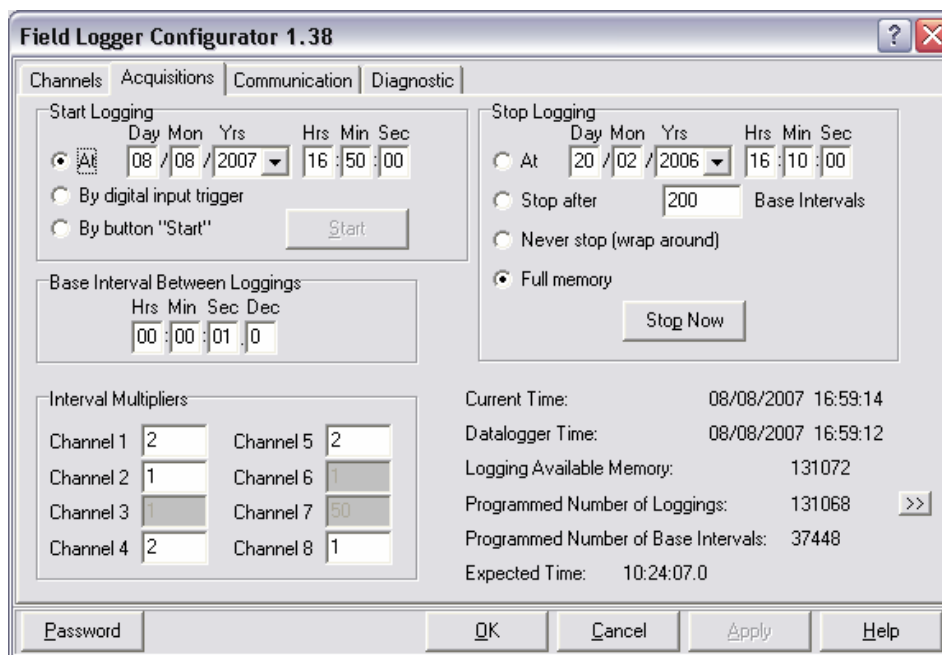 Field Logger Configurator 1.38
?
Channels Acquisitions Communication Diagnostic
Start Logging
Day Mon Yrs Hrs Min Sec
At 08 / 08 / 2007 16 : 50 : 00
By digital input trigger
By button "Start" Start
Stop Logging
Day Mon Yrs Hrs Min Sec
At 20 / 02 / 2006 16 : 10 : 00
Stop after 200 Base Intervals
Never stop (wrap around)
Full memory
Stop Now
Base Interval Between Loggings
Hrs Min Sec Dec
00 : 00 : 01 . 0
Interval Multipliers
Channel 1 2 Channel 5 2
Channel 2 1 Channel 6 1
Channel 3 1 Channel 7 50
Channel 4 2 Channel 8 1
Current Time: 08/08/2007 16:59:14
Datalogger Time: 08/08/2007 16:59:12
Logging Available Memory: 131072
Programmed Number of Loggings: 131068 >>
Programmed Number of Base Intervals: 37448
Expected Time: 10:24:07.0
Password OK Cancel Apply Help